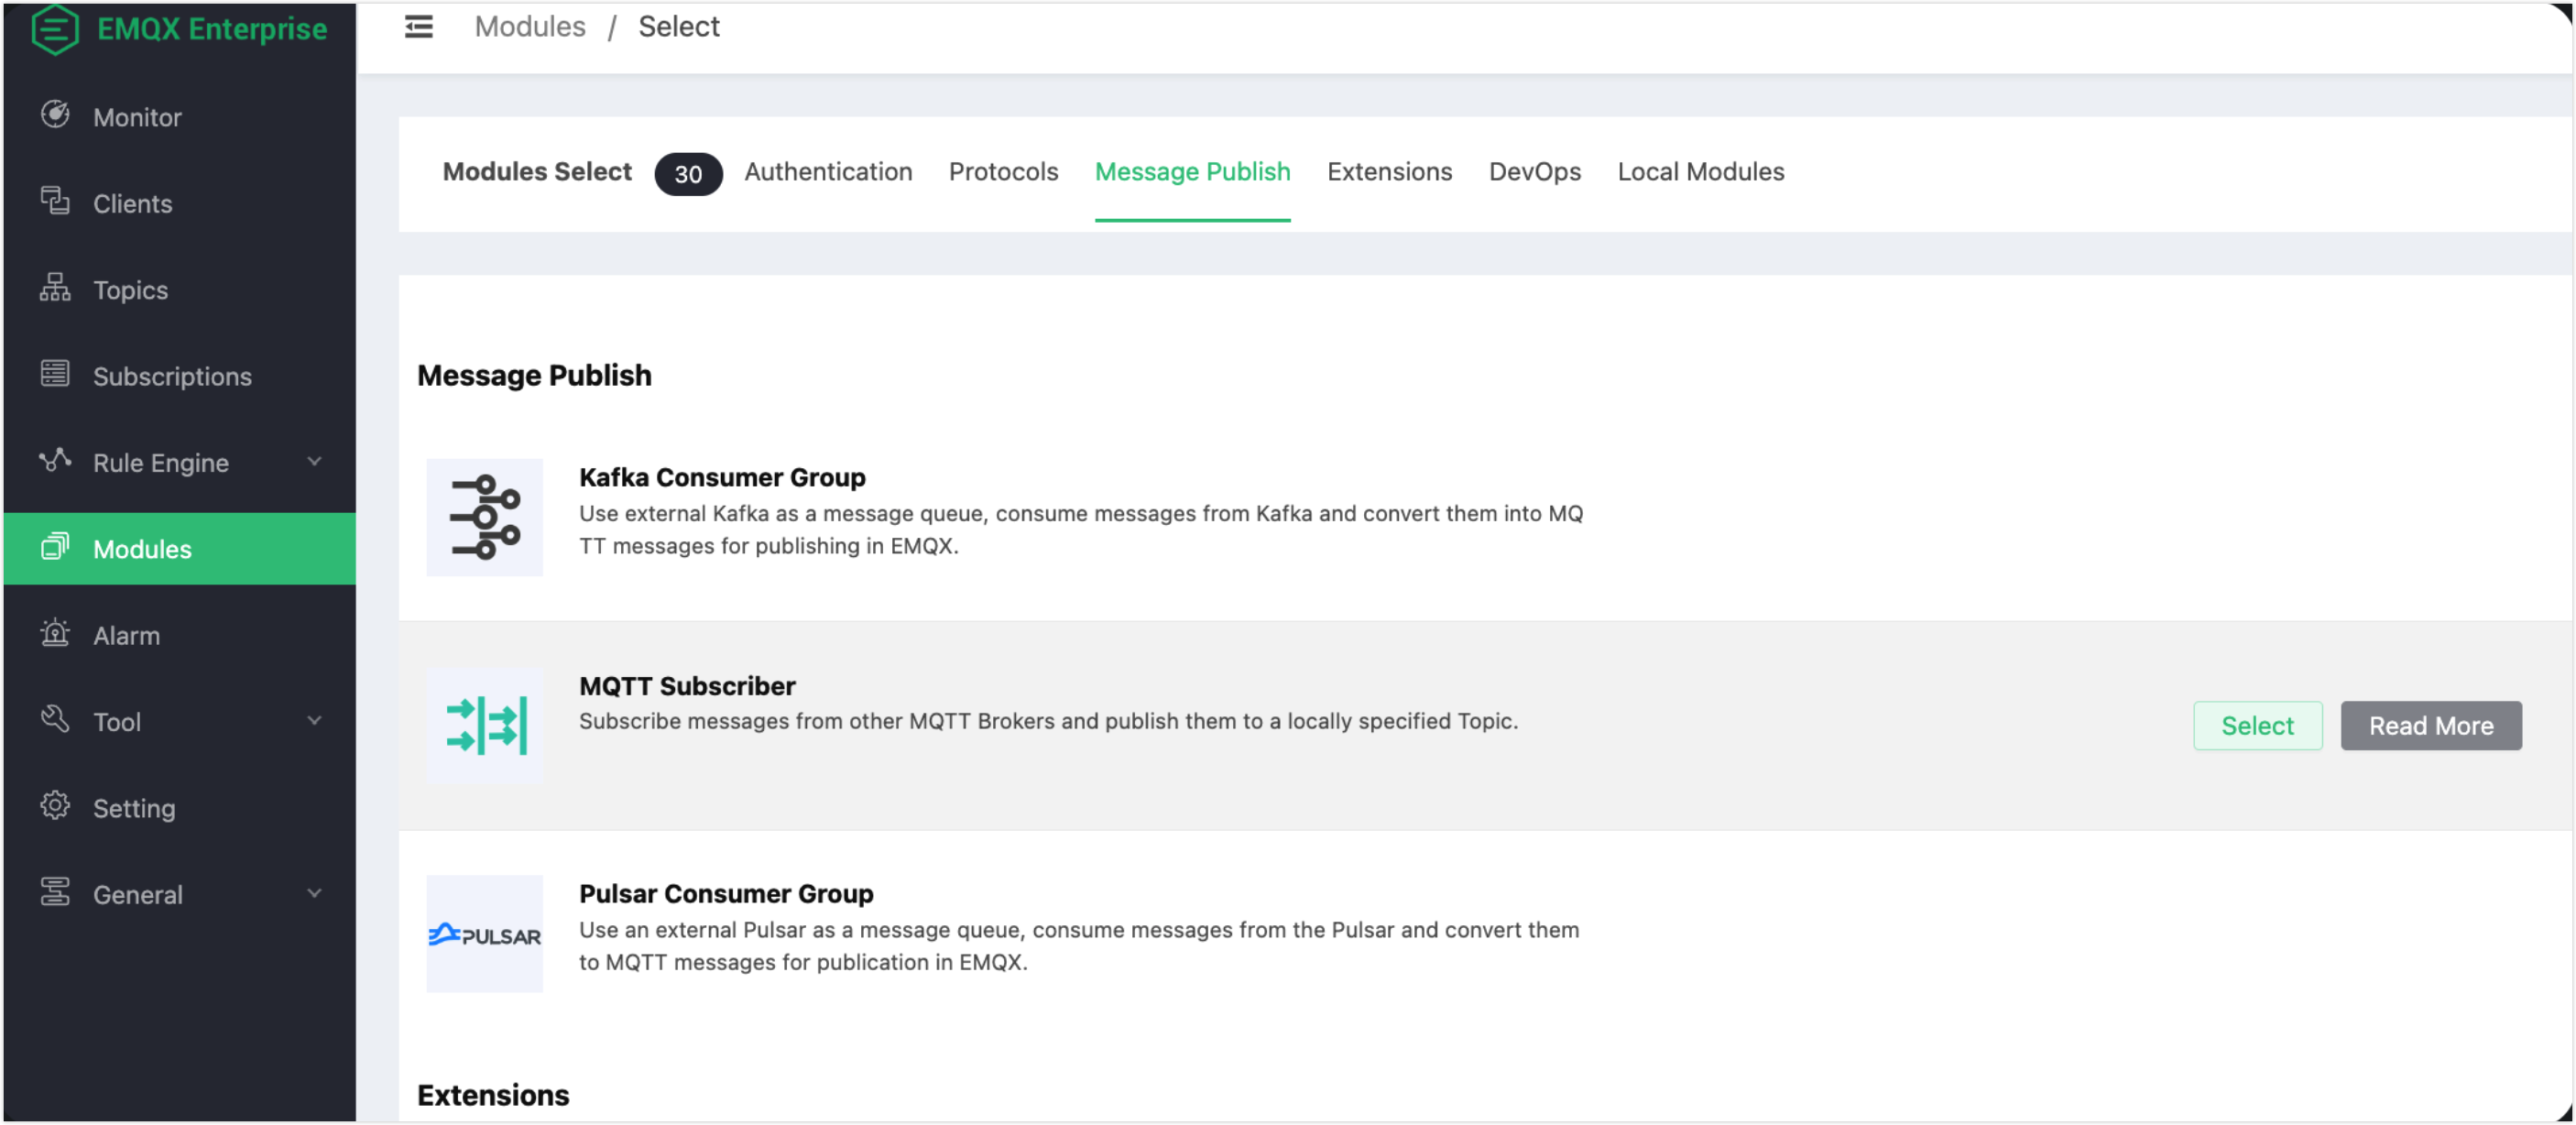 EMQX Enterprise
Modules / Select
Monitor
Clients
Topics
Subscriptions
Rule Engine
Modules
Alarm
Tool
Setting
General
Modules Select 30 Authentication Protocols Message Publish Extensions DevOps Local Modules
Message Publish
Kafka Consumer Group
Use external Kafka as a message queue, consume messages from Kafka and convert them into MQ
TT messages for publishing in EMQX.
MQTT Subscriber
Subscribe messages from other MQTT Brokers and publish them to a locally specified Topic.
Select Read More
PULSAR
Pulsar Consumer Group
Use an external Pulsar as a message queue, consume messages from the Pulsar and convert them
to MQTT messages for publication in EMQX.
Extensions